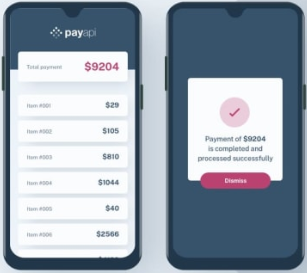 payapi
Total payment $9204
Item #001 $29
Item #002 $105
Item #003 $810
Item #004 $1044
Item #005 $40
Item #006 $2566
Payment of $9204
is completed and
processed successfully
Dismiss